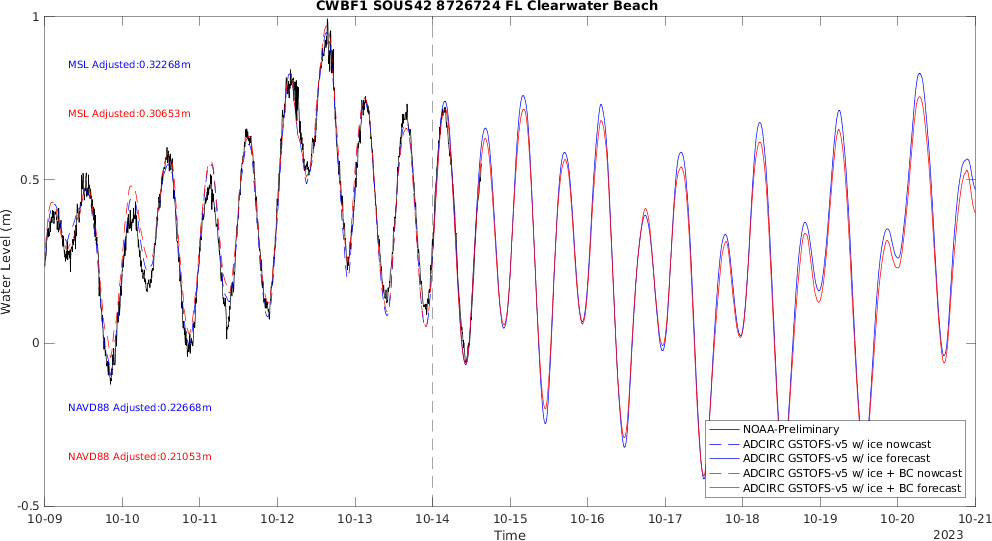 CWBF1 SOUS42 8726724 FL Clearwater Beach
1
MSL Adjusted:0.32268m
MSL Adjusted:0.30653m
0.5
Water Level (m)
0
NAVD88 Adjusted:0.22668m
NAVD88 Adjusted:0.21053m
NOAA-Preliminary
ADCIRC GSTOFS-v5 w/ ice nowcast
ADCIRC GSTOFS-v5 w/ ice forecast
ADCIRC GSTOFS-v5 w/ ice + BC nowcast
ADCIRC GSTOFS-v5 w/ ice + BC forecast
-0.5
10-09 10-10 10-11 10-12 10-13 10-14 10-15 10-16 10-17 10-18 10-19 10-20 10-21
Time
2023